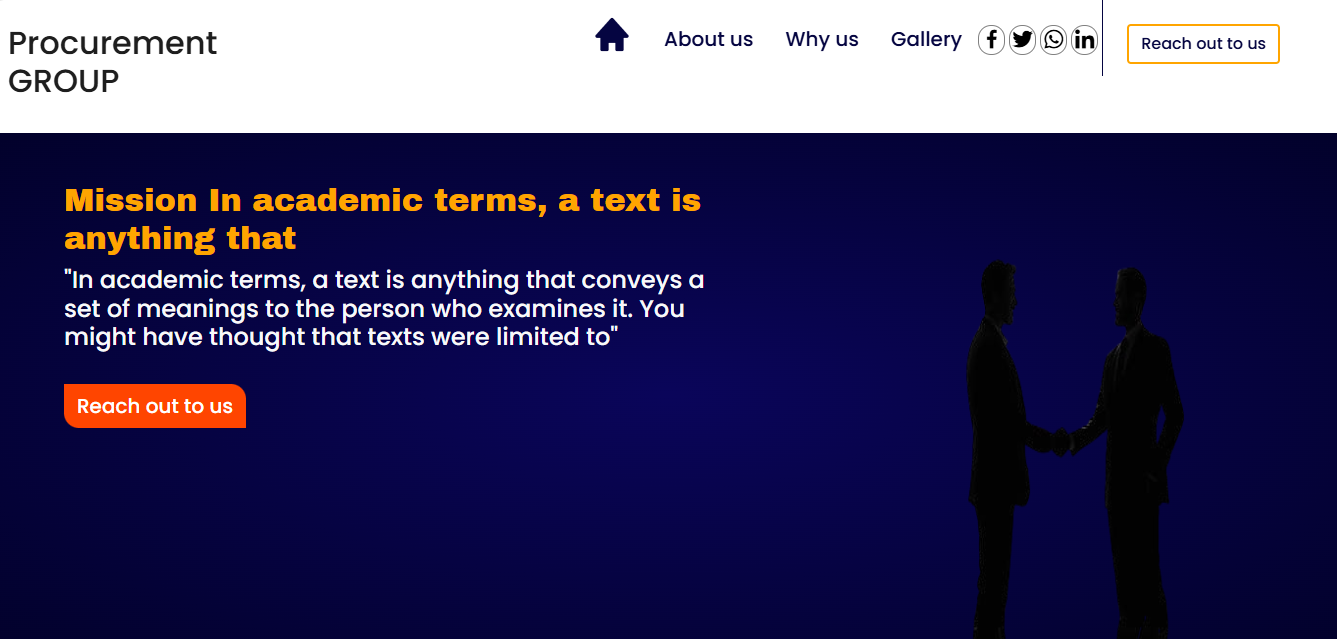 Procurement
GROUP
About us
Why us
Gallery
Reach out to us
Mission In academic terms, a text is
anything that
"In academic terms, a text is anything that conveys a
set of meanings to the person who examines it. You
might have thought that texts were limited to"
Reach out to us